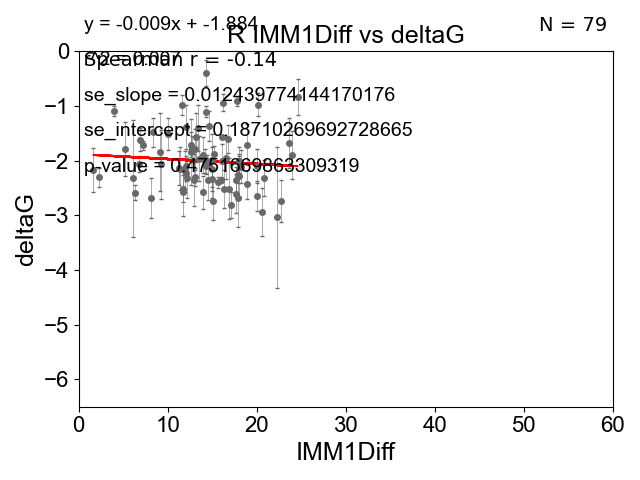 y = -0.009x + -1.884
N = 79
R IMM1Diff vs deltaG
Spearman r = -0.14
se_slope = 0.012439774144170176
se_intercept = 0.18710269692728665
p-value = 0.4751669863309319
0
−1
−2
−3
−4
−5
−6
deltaG
0 10 20 30 40 50 60
IMM1Diff